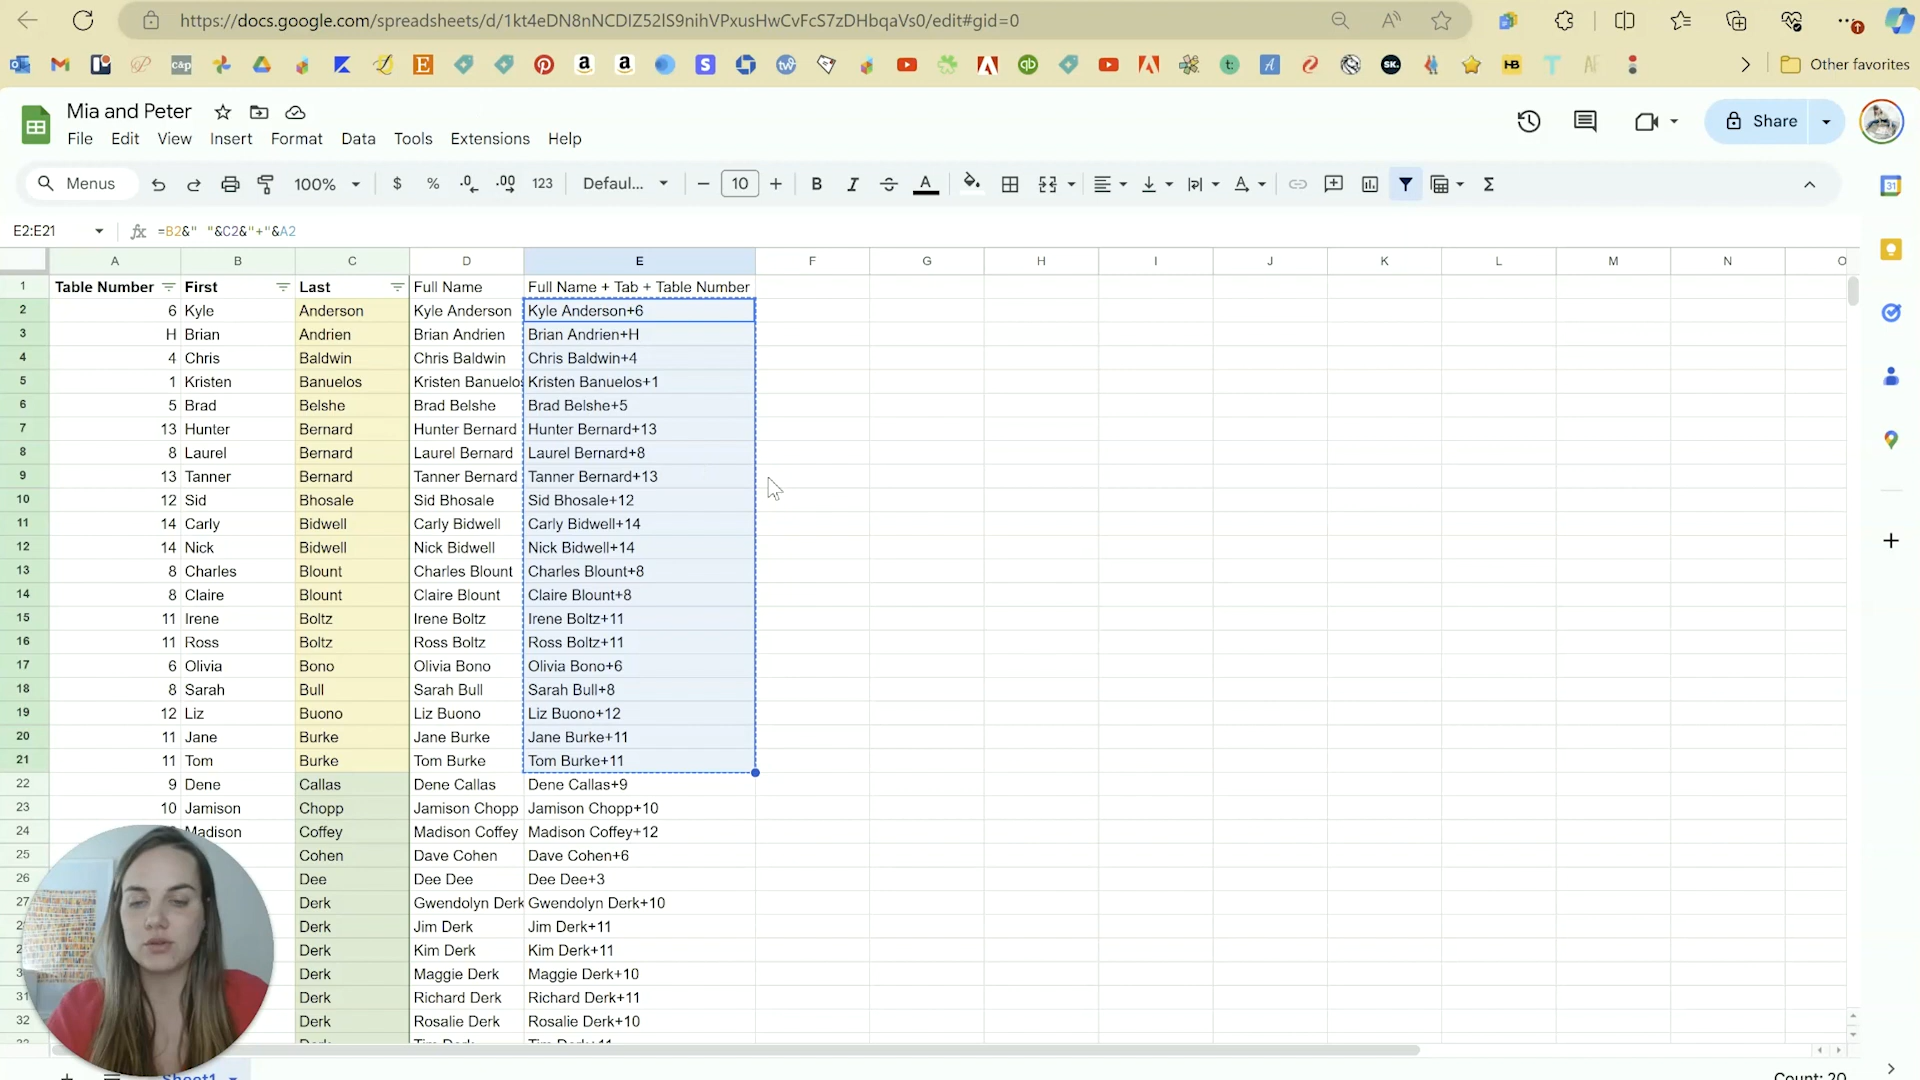 https://docs.google.com/spreadsheets/d/1kt4eDN8nNCDIZ52lS9nihVPxusHwCvFcS7zDHbqaVs0/edit#gid=0
Other favorites
Mia and Peter
File Edit View Insert Format Data Tools Extensions Help
Share
Menus 100% $ % .0 .00 123 Defaul... 10 B I A
E2:E21 fx =B2&" "&C2&"+"&A2
A B C D E F G H I J K L M N O
1 Table Number First Last Full Name Full Name + Tab + Table Number
2 6 Kyle Anderson Kyle Anderson Kyle Anderson+6
3 H Brian Andrien Brian Andrien Brian Andrien+H
4 4 Chris Baldwin Chris Baldwin Chris Baldwin+4
5 1 Kristen Banuelos Kristen Banuelos Kristen Banuelos+1
6 5 Brad Belshe Brad Belshe Brad Belshe+5
7 13 Hunter Bernard Hunter Bernard Hunter Bernard+13
8 8 Laurel Bernard Laurel Bernard Laurel Bernard+8
9 13 Tanner Bernard Tanner Bernard Tanner Bernard+13
10 12 Sid Bhosale Sid Bhosale Sid Bhosale+12
11 14 Carly Bidwell Carly Bidwell Carly Bidwell+14
12 14 Nick Bidwell Nick Bidwell Nick Bidwell+14
13 8 Charles Blount Charles Blount Charles Blount+8
14 8 Claire Blount Claire Blount Claire Blount+8
15 11 Irene Boltz Irene Boltz Irene Boltz+11
16 11 Ross Boltz Ross Boltz Ross Boltz+11
17 6 Olivia Bono Olivia Bono Olivia Bono+6
18 8 Sarah Bull Sarah Bull Sarah Bull+8
19 12 Liz Buono Liz Buono Liz Buono+12
20 11 Jane Burke Jane Burke Jane Burke+11
21 11 Tom Burke Tom Burke Tom Burke+11
22 9 Dene Callas Dene Callas Dene Callas+9
23 10 Jamison Chopp Jamison Chopp Jamison Chopp+10
24 Madison Coffey Madison Coffey Madison Coffey+12
25 Cohen Dave Cohen Dave Cohen+6
26 Dee Dee Dee Dee Dee+3
27 Derk Gwendolyn Derk Gwendolyn Derk+10
Derk Jim Derk Jim Derk+11
Derk Kim Derk Kim Derk+11
Derk Maggie Derk Maggie Derk+10
31 Derk Richard Derk Richard Derk+11
32 Derk Rosalie Derk Rosalie Derk+10
Sheet1
Count: 20